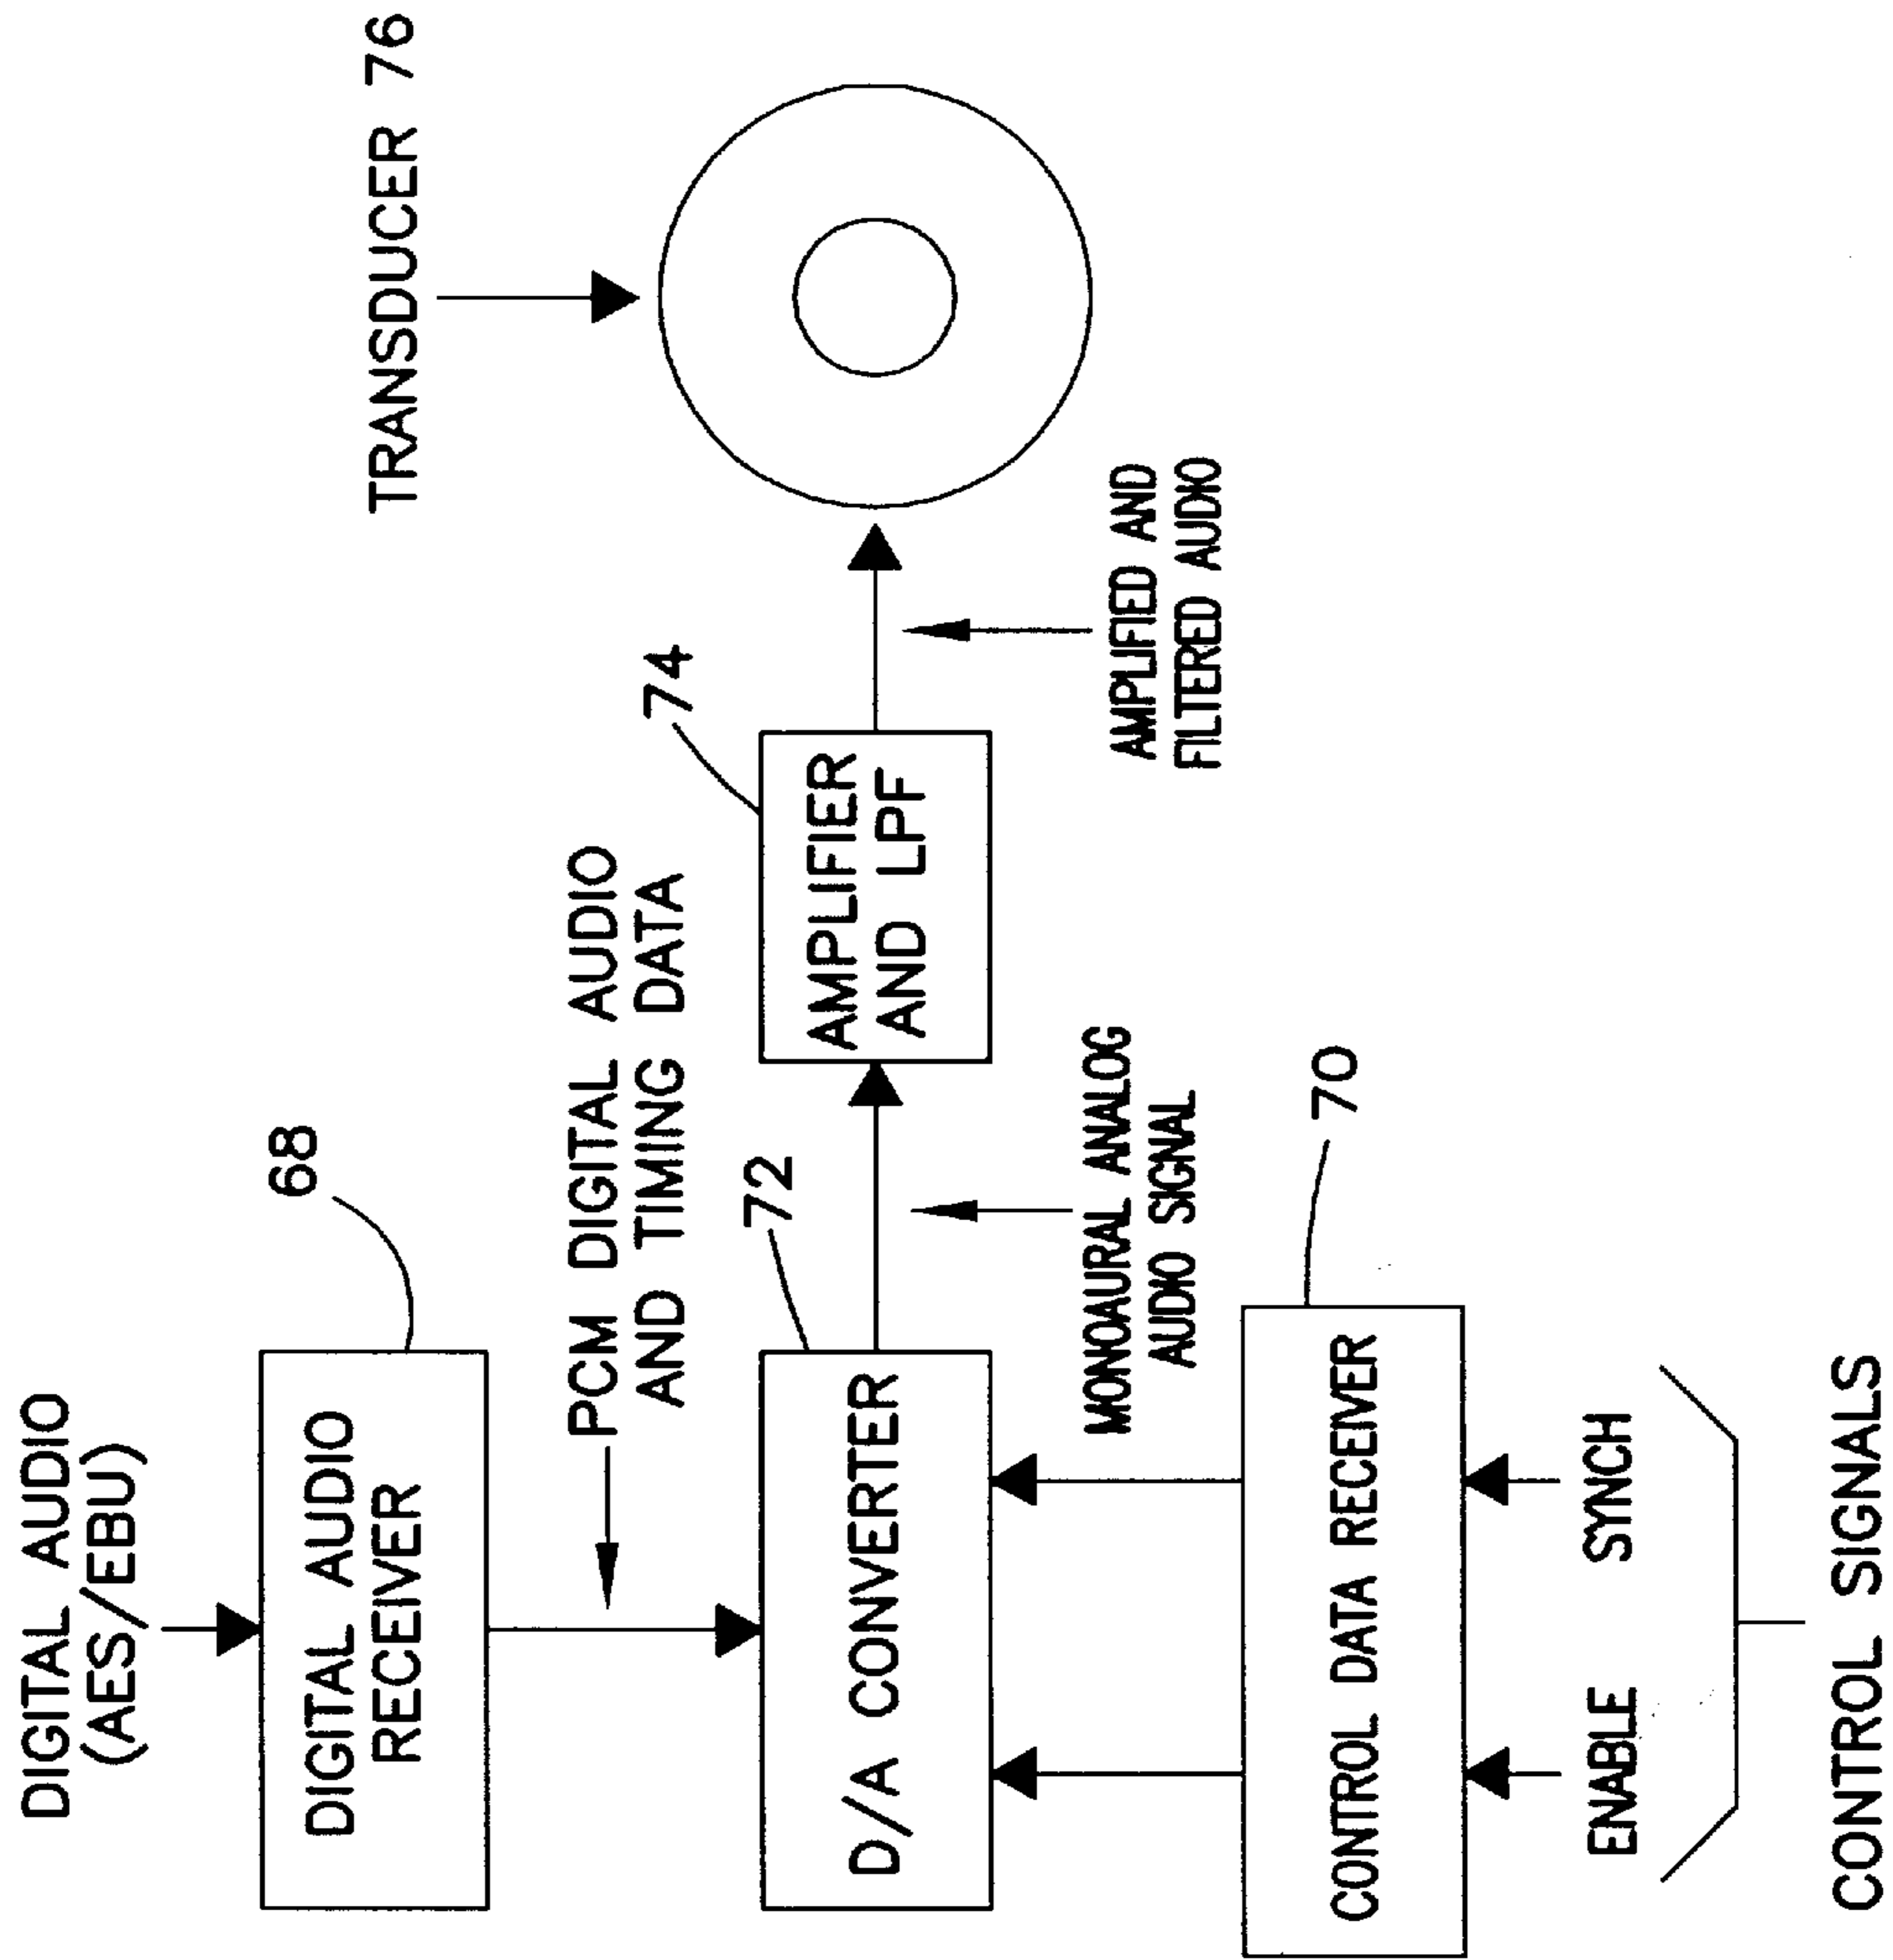 DIGITAL AUDIO
(AES/EBU)
68
DIGITAL AUDIO
RECEIVER
PCM DIGITAL AUDIO
AND TIMING DATA
72
D/A CONVERTER
74
AMPLIFIER
AND LPF
TRANSDUCER 76
MONOAURAL ANALOG
AUDIO SIGNAL
AMPLIFIED AND
FILTERED AUDIO
70
CONTROL DATA RECEIVER
ENABLE
SYNCH
CONTROL SIGNALS